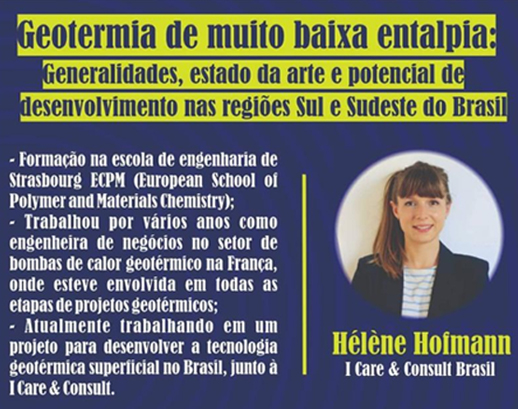 Geotermia de muito baixa entalpia:
Generalidades, estado da arte e potencial de
desenvolvimento nas regiões Sul e Sudeste do Brasil
- Formação na escola de engenharia de
Strasbourg ECPM (European School of
Polymer and Materials Chemistry);
- Trabalhou por vários anos como
engenheira de negócios no setor de
bombas de calor geotérmico na França,
onde esteve envolvida em todas as
etapas de projetos geotérmicos;
- Atualmente trabalhando em um
projeto para desenvolver a tecnologia
geotérmica superficial no Brasil, junto à
I Care & Consult.
Hélène Hofmann
I Care & Consult Brasil